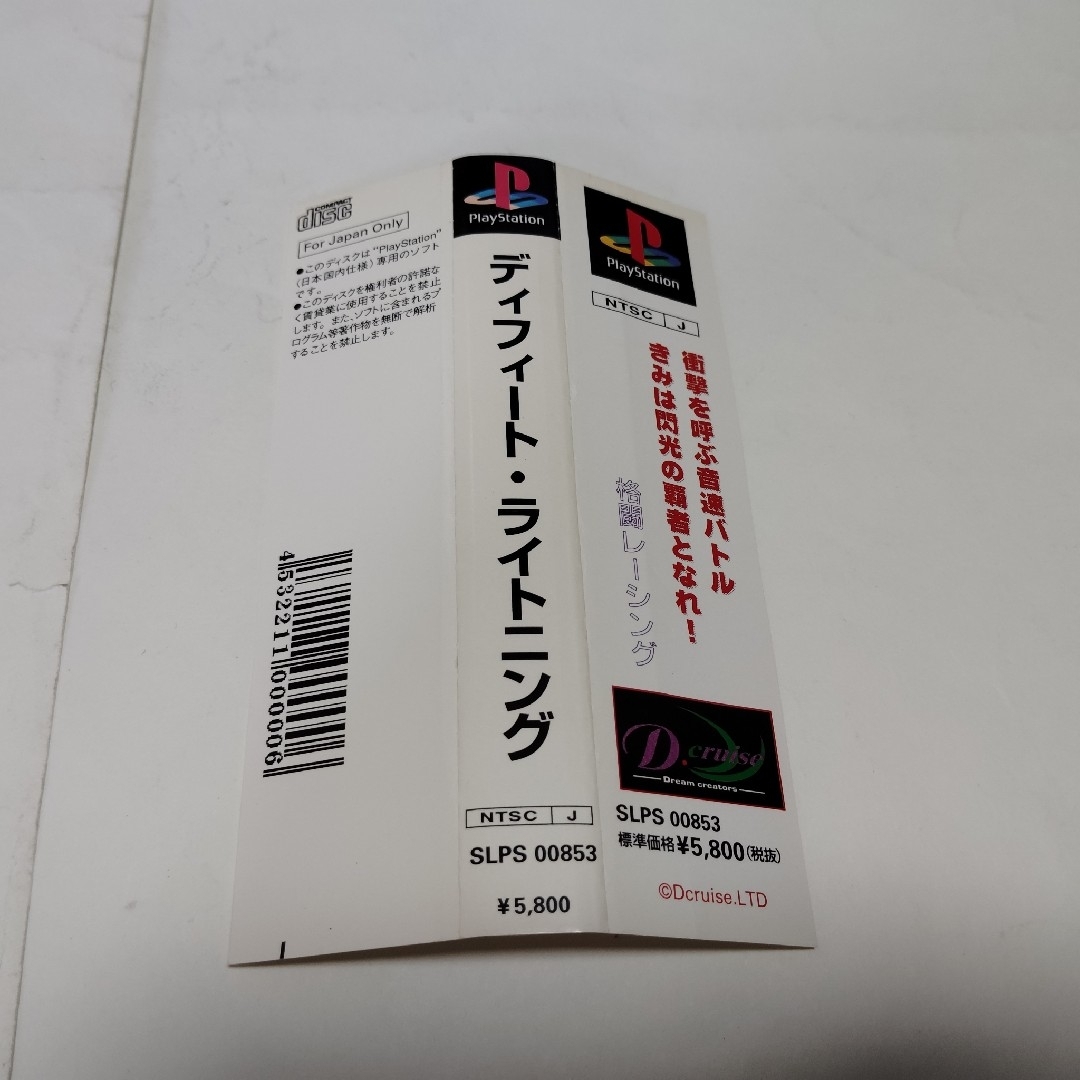 COMPACT
disc
For Japan Only
●このディスクは"PlayStation"
(日本国内仕様)専用のソフト
です。
●このディスクを権利者の許諾な
く賃貸業に使用することを禁止
します。また、ソフトに含まれるプ
ログラム等著作物を無断で解析
することを禁止します。
4532211000006
PlayStation
ディフィート・ライトニング
NTSC J
SLPS 00853
¥5,800
PlayStation
NTSC J
衝撃を呼ぶ音速バトル
きみは閃光の覇者となれ!
格闘レーシング
D.cruise
Dream creators
SLPS 00853
標準価格¥5,800(税抜)
©Dcruise.LTD